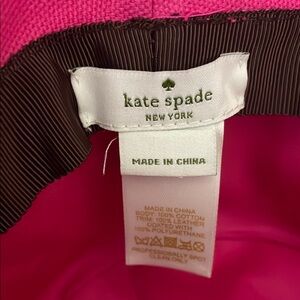 kate spade
NEW YORK
MADE IN CHINA
MADE IN CHINA
BODY: 100% COTTON
TRIM: 100% LEATHER
COATED WITH
100% POLYURETHANE
PROFESSIONALLY SPOT
CLEAN ONLY